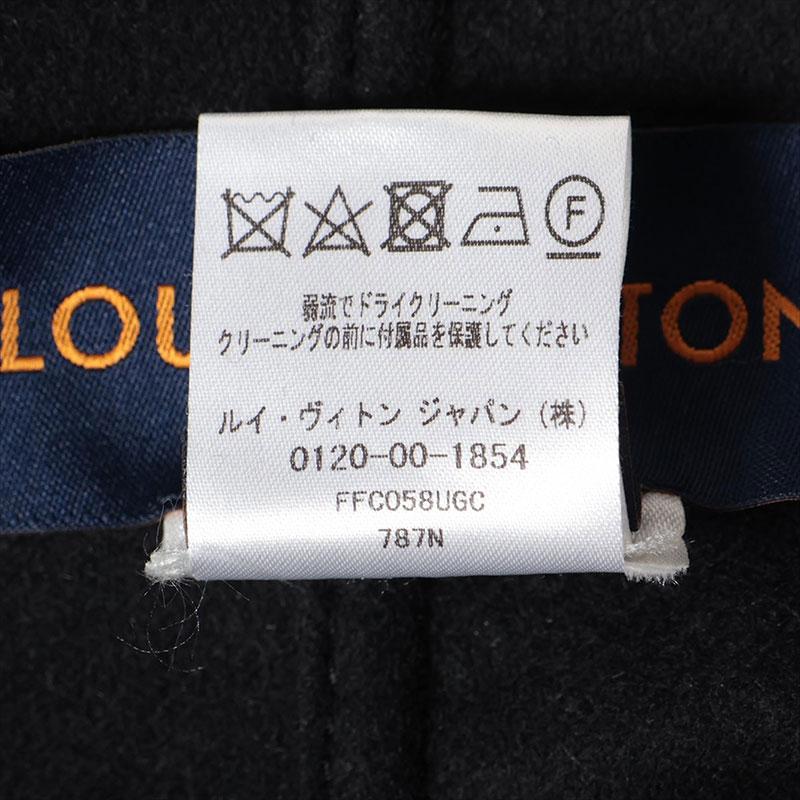 LOU TON
F
弱流でドライクリーニング
クリーニングの前に付属品を保護してください
ルイ・ヴィトン ジャパン (株)
0120-00-1854
FFC058UGC
787N